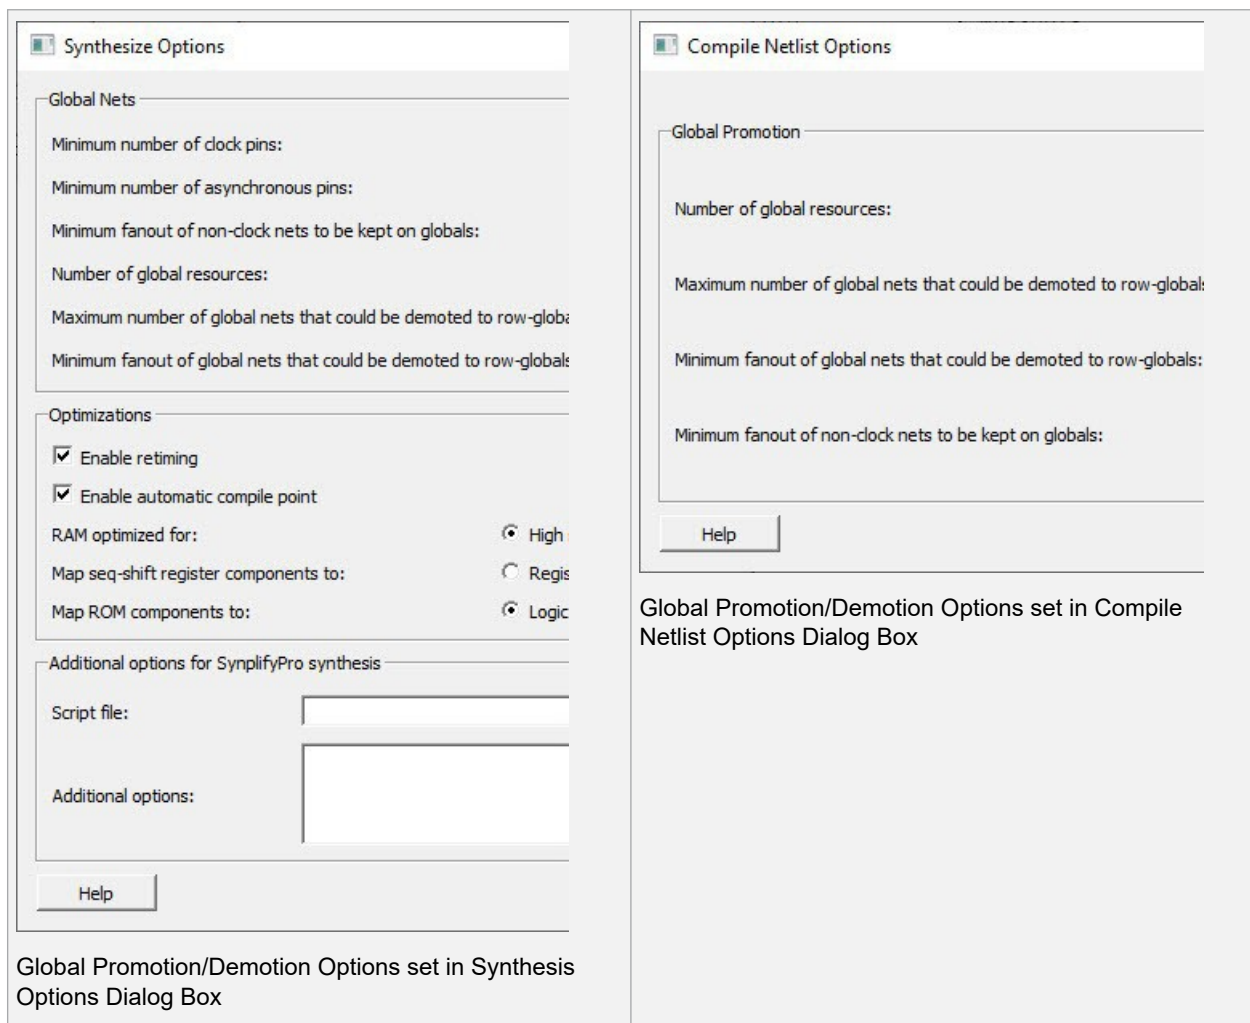 Synthesize Options
Global Nets
Minimum number of clock pins:
Minimum number of asynchronous pins:
Minimum fanout of non-clock nets to be kept on globals:
Number of global resources:
Maximum number of global nets that could be demoted to row-globa
Minimum fanout of global nets that could be demoted to row-globals
Optimizations
Enable retiming
Enable automatic compile point
RAM optimized for: High
Map seq-shift register components to: Regis
Map ROM components to: Logic
Additional options for SynplifyPro synthesis
Script file:
Additional options:
Help
Global Promotion/Demotion Options set in Synthesis
Options Dialog Box
Compile Netlist Options
Global Promotion
Number of global resources:
Maximum number of global nets that could be demoted to row-globals
Minimum fanout of global nets that could be demoted to row-globals:
Minimum fanout of non-clock nets to be kept on globals:
Help
Global Promotion/Demotion Options set in Compile
Netlist Options Dialog Box